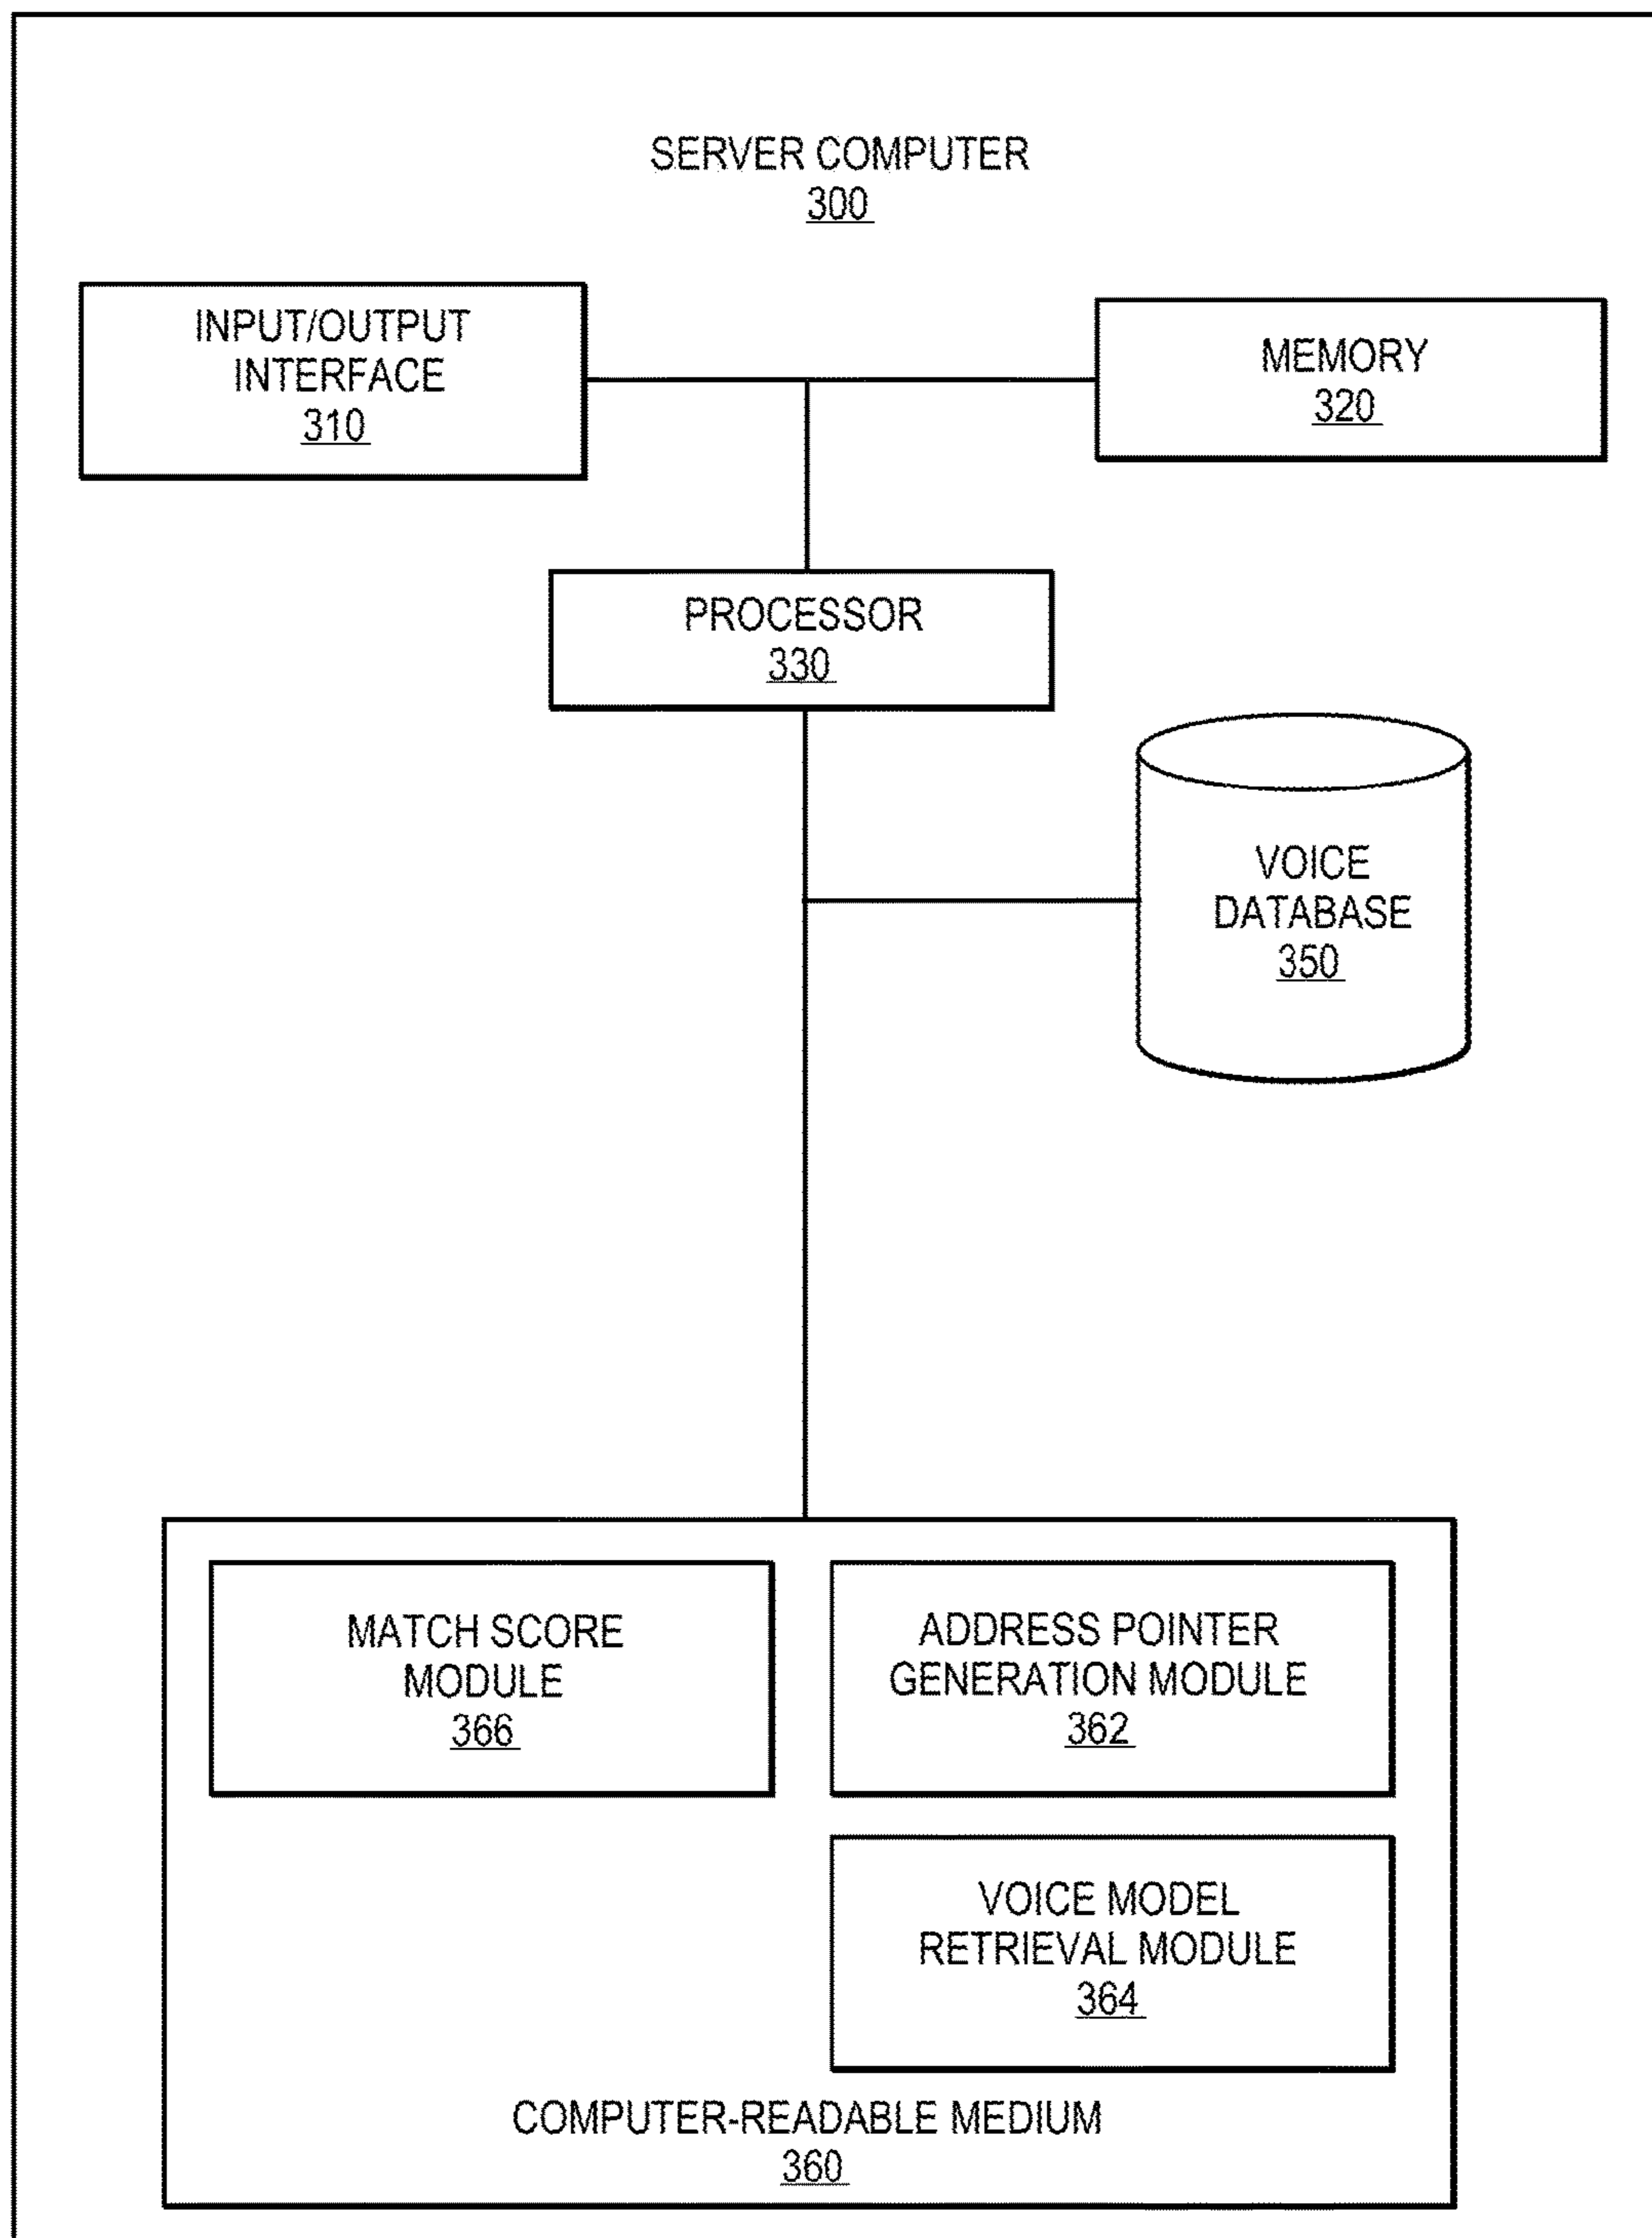 SERVER COMPUTER
300
INPUT/OUTPUT
INTERFACE
310
MEMORY
320
PROCESSOR
330
VOICE
DATABASE
350
MATCH SCORE
MODULE
366
ADDRESS POINTER
GENERATION MODULE
362
VOICE MODEL
RETRIEVAL MODULE
364
COMPUTER-READABLE MEDIUM
360